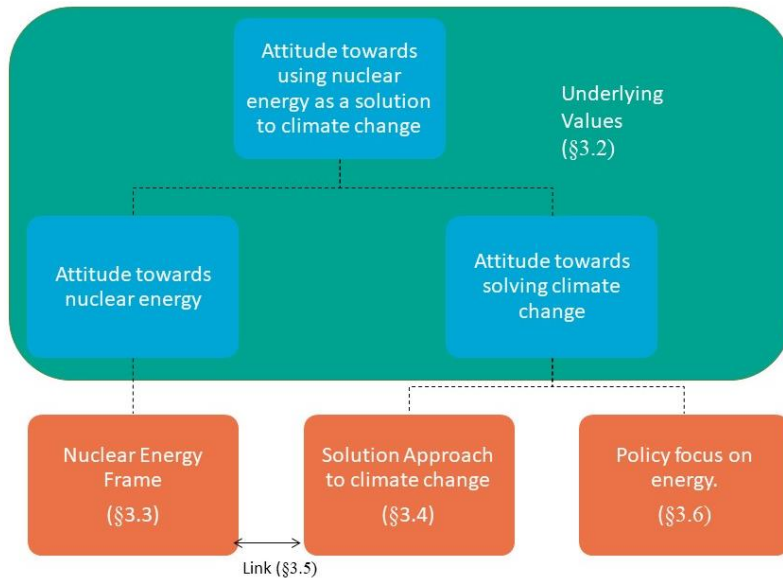 Attitude towards
using nuclear
energy as a solution
to climate change
Underlying
Values
(§3.2)
Attitude towards
nuclear energy
Attitude towards
solving climate
change
Nuclear Energy
Frame
(§3.3)
Solution Approach
to climate change
(§3.4)
Policy focus on
energy.
(§3.6)
Link (§3.5)